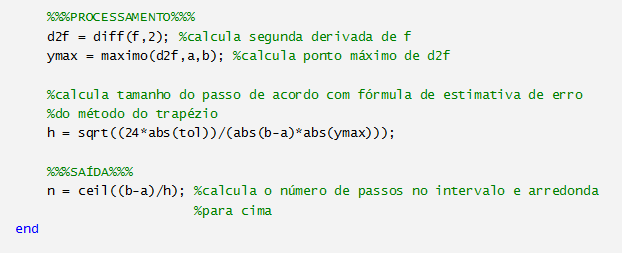 %%%PROCESSAMENTO%%%
d2f = diff(f,2); %calcula segunda derivada de f
ymax = maximo(d2f,a,b); %calcula ponto máximo de d2f
%calcula tamanho do passo de acordo com fórmula de estimativa de erro
%do método do trapézio
h = sqrt((24*abs(tol))/(abs(b-a)*abs(ymax)));
%%%SAÍDA%%%
n = ceil((b-a)/h); %calcula o número de passos no intervalo e arredonda
%para cima
end